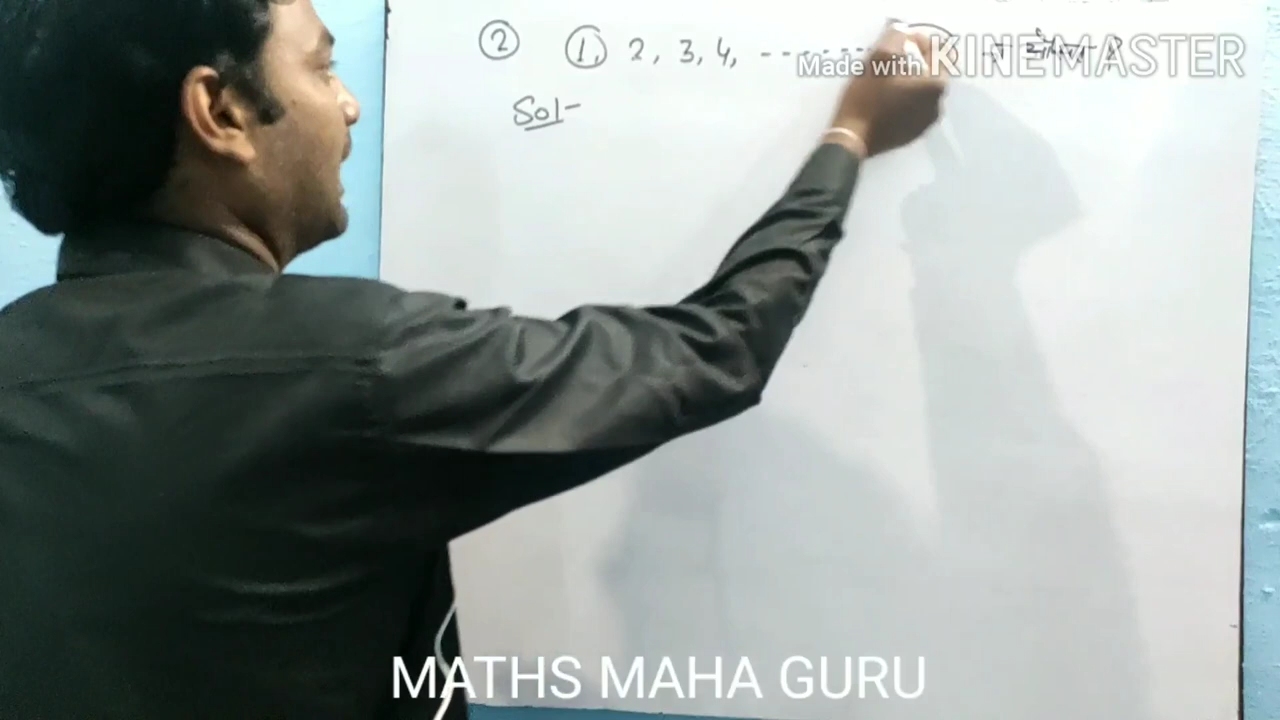 ② ① 2, 3, 4, -------
Made with KINEMASTER
Sol-
MATHS MAHA GURU